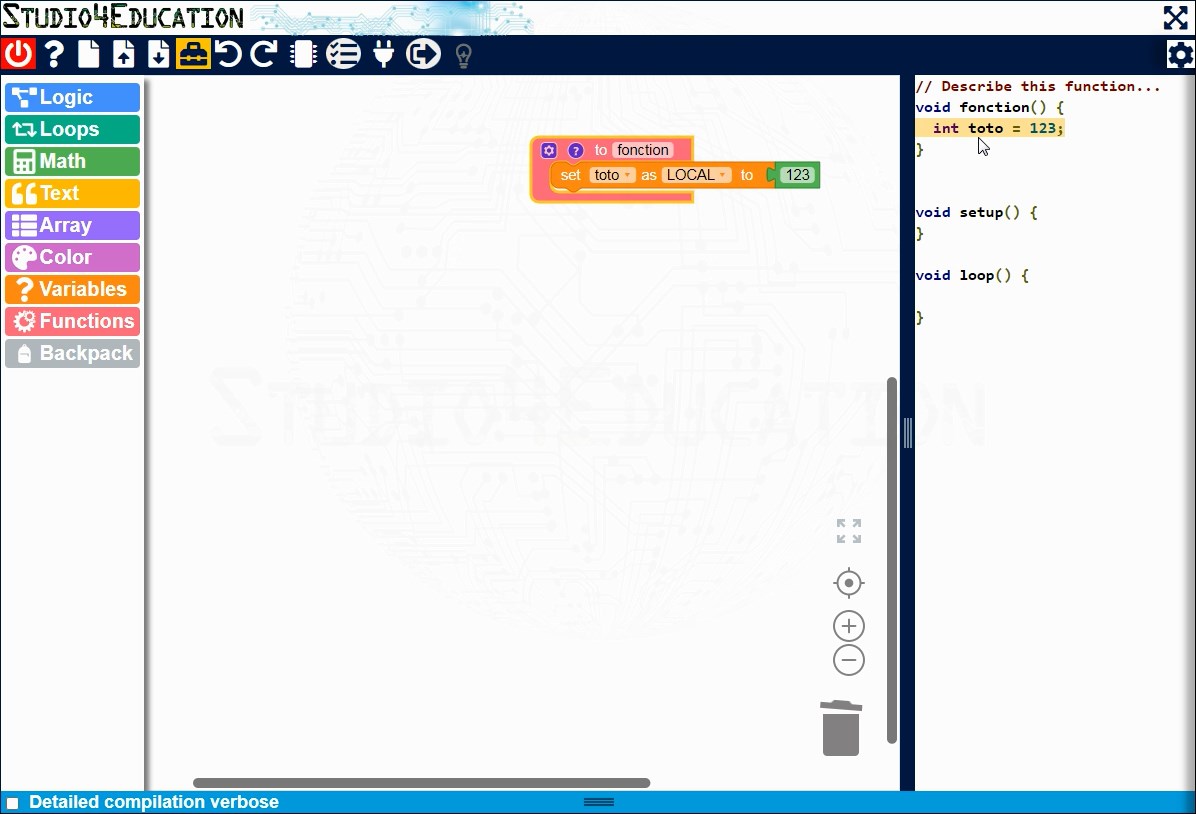 Studio4Education
Logic
Loops
Math
Text
Array
Color
Variables
Functions
Backpack
? to fonction
set toto as LOCAL to 123
Studio4Education
// Describe this function...
void fonction() {
int toto = 123;
}
void setup() {
}
void loop() {
}
Detailed compilation verbose